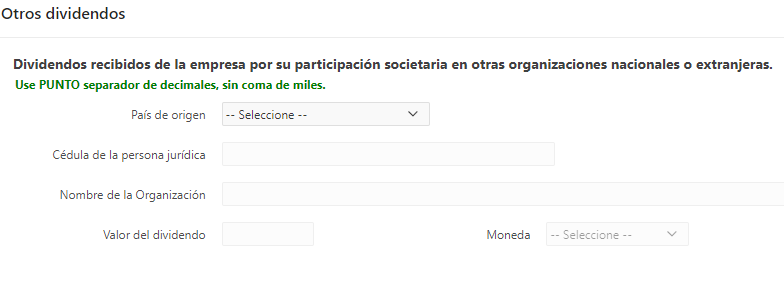 Otros dividendos
Dividendos recibidos de la empresa por su participación societaria en otras organizaciones nacionales o extranjeras.
Use PUNTO separador de decimales, sin coma de miles.
País de origen -- Seleccione --
Cédula de la persona jurídica
Nombre de la Organización
Valor del dividendo Moneda -- Seleccione --